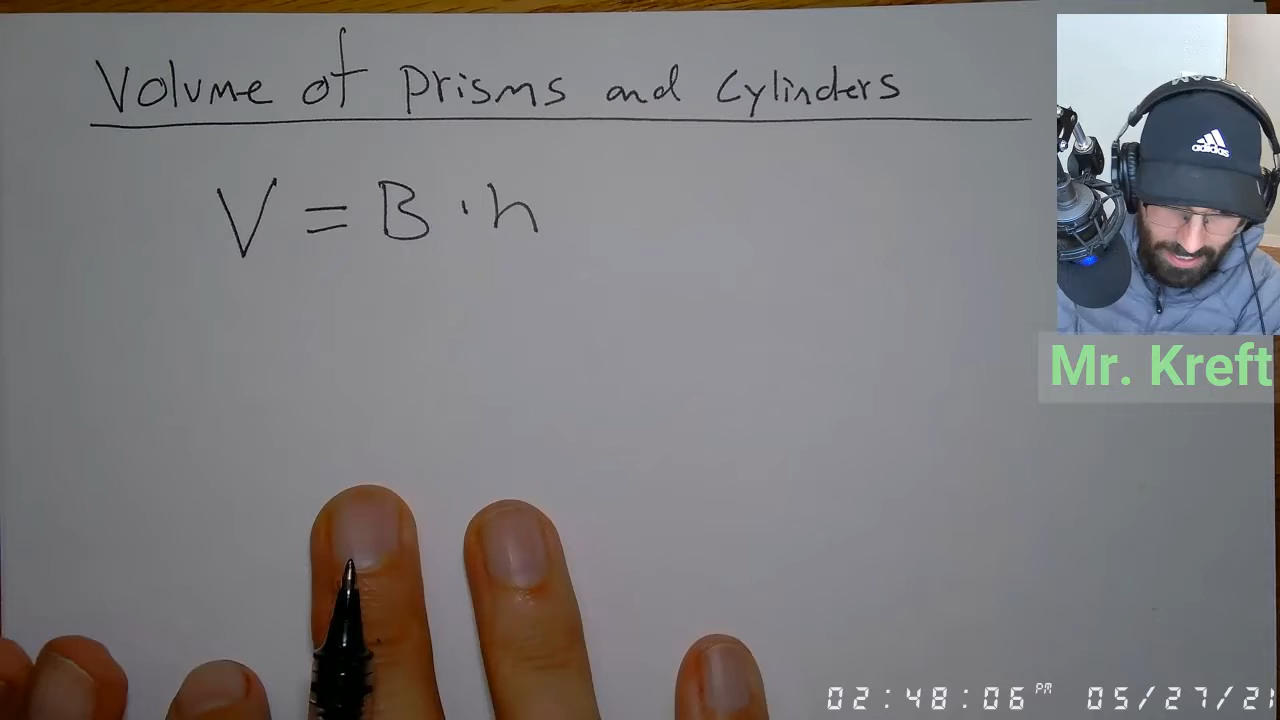 Volume of Prisms and Cylinders
V = B · h
adidas
Mr. Kreft
02:48:06 PM 05/27/21